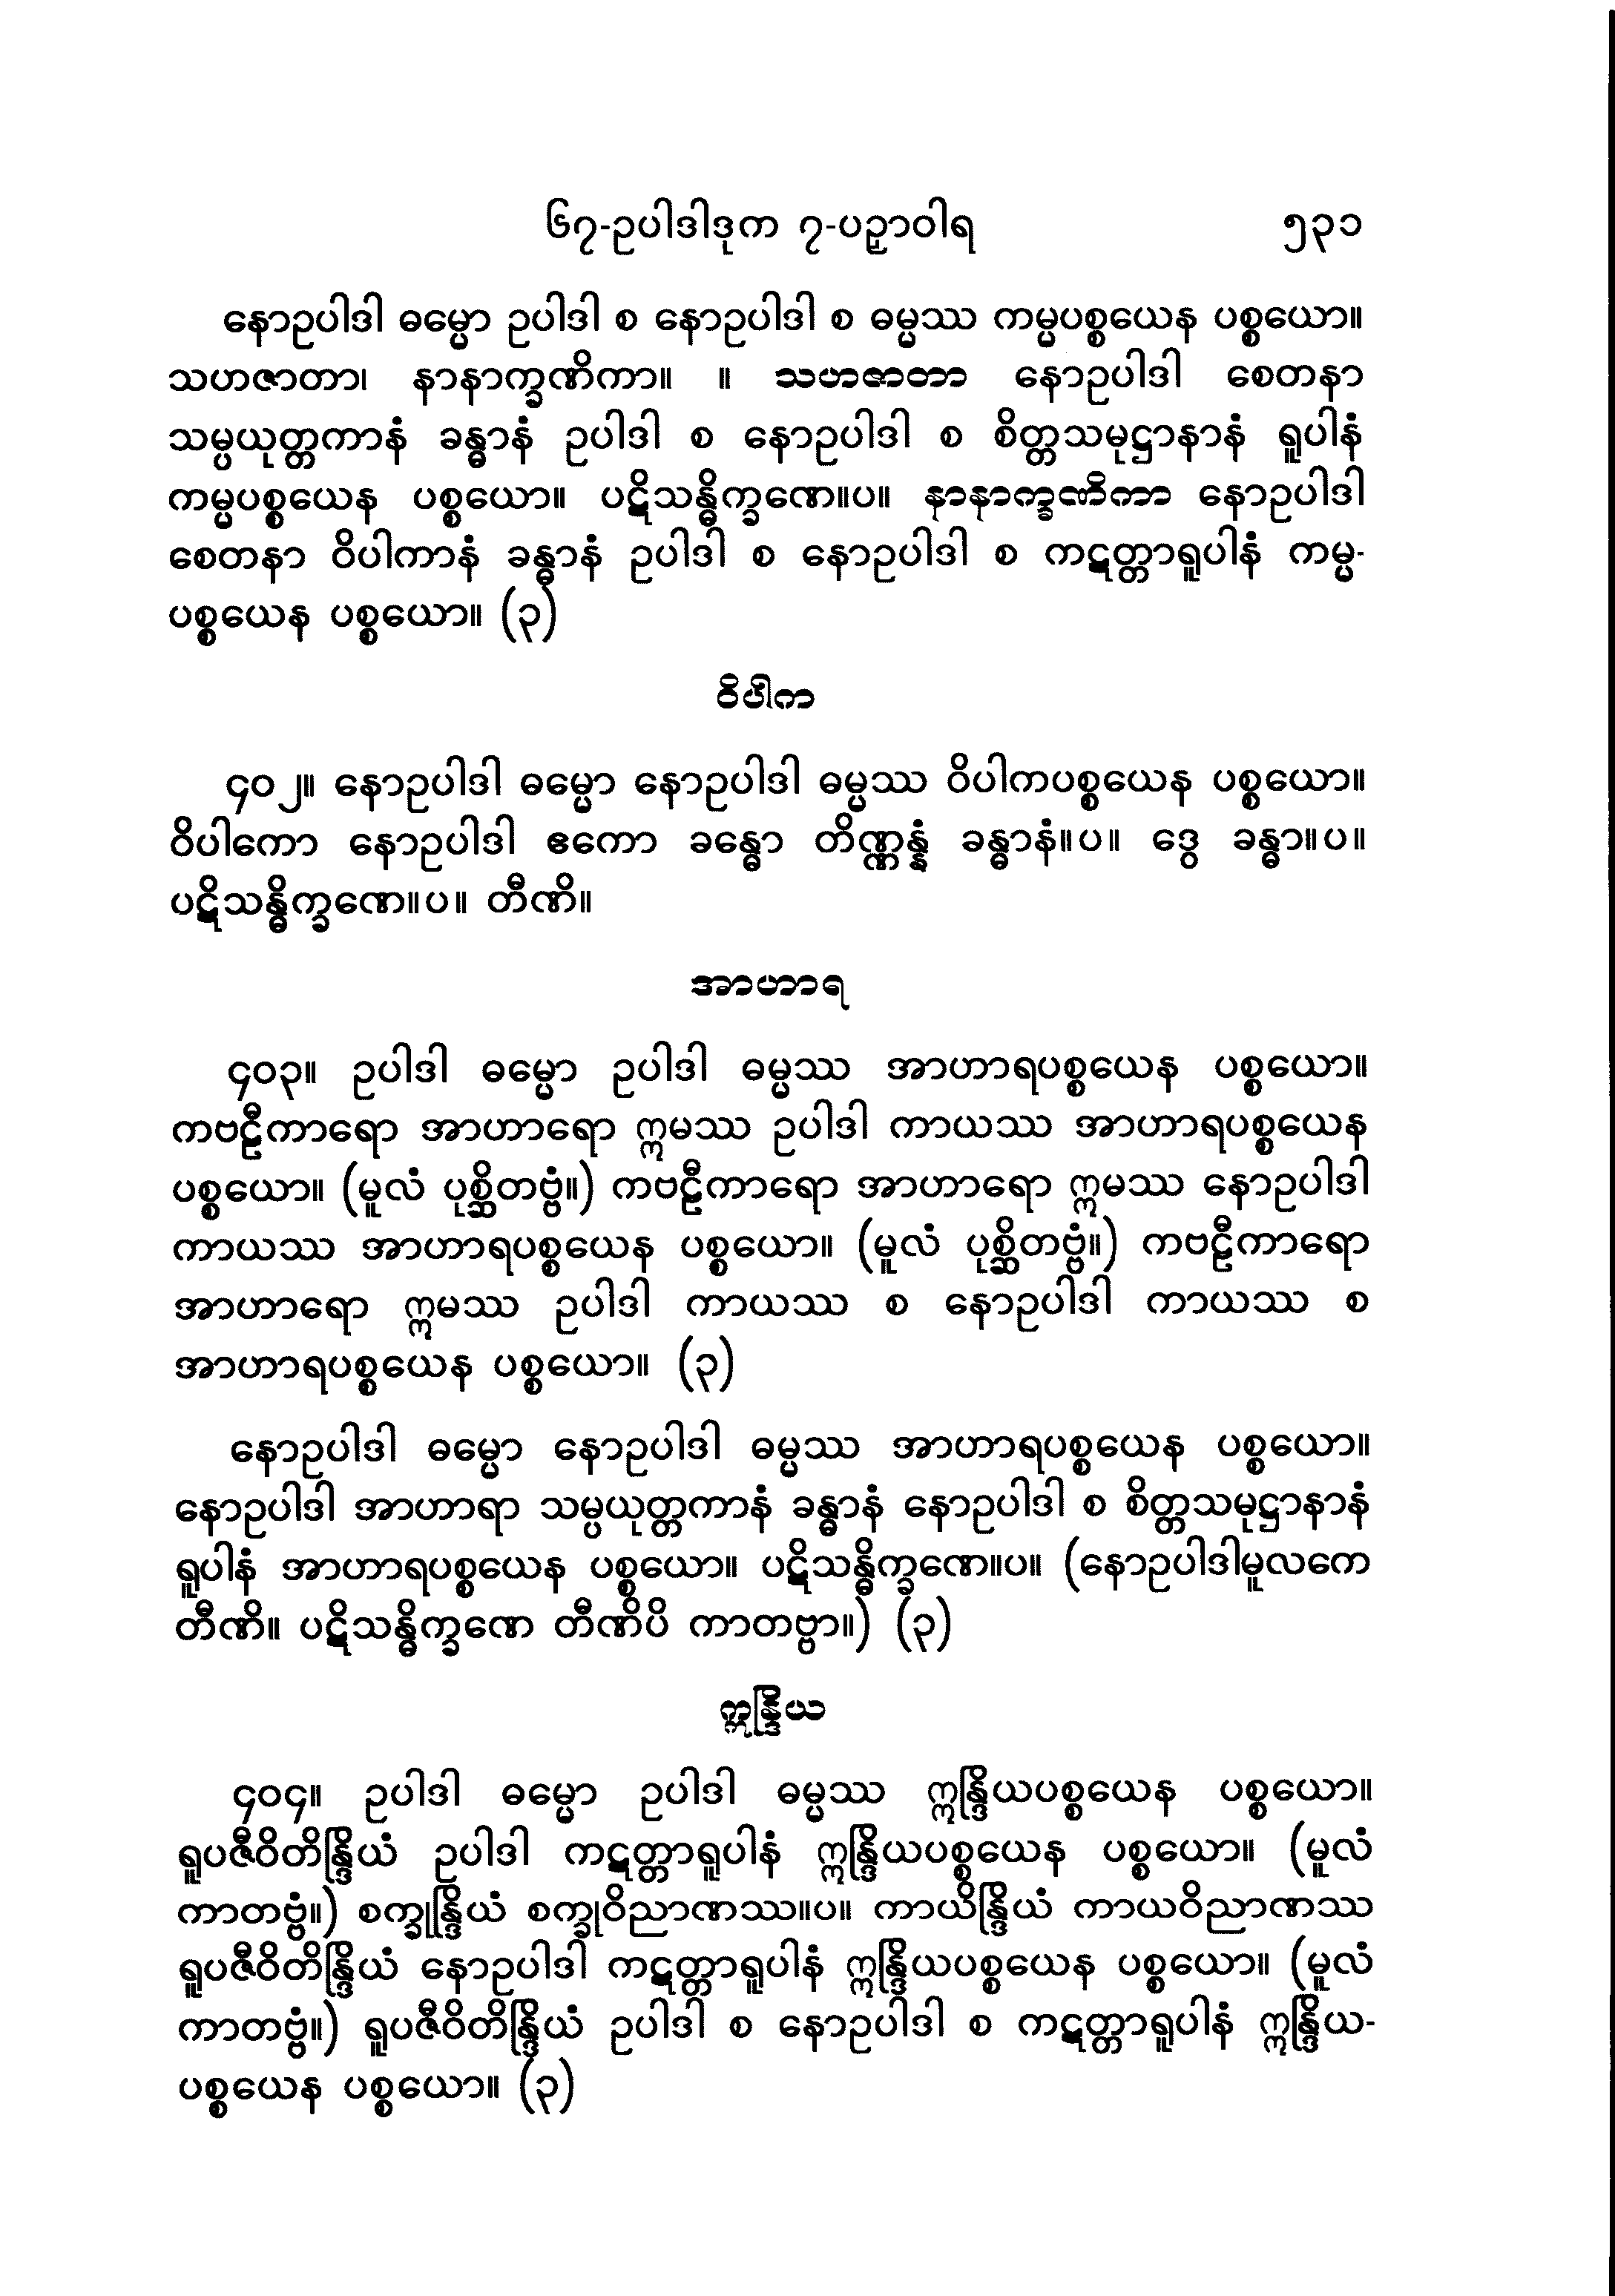 ၆၇-ဥပါဒါဒုက ၇-ပဉှာဝါရ ၅၃၁
နောဥပါဒါ ဓမ္မော ဥပါဒါ စ နောဥပါဒါ စ ဓမ္မဿ ကမ္မပစ္စယေန ပစ္စယော။
သဟဇာတာ၊ နာနာက္ခဏိကာ။ ။ သဟဇာတာ နောဥပါဒါ စေတနာ
သမ္ပယုတ္တကာနံ ခန္ဓာနံ ဥပါဒါ စ နောဥပါဒါ စ စိတ္တသမုဋ္ဌာနာနံ ရူပါနံ
ကမ္မပစ္စယေန ပစ္စယော။ ပဋိသန္ဓိက္ခဏေ။ပ။ နာနာက္ခဏိကာ နောဥပါဒါ
စေတနာ ဝိပါကာနံ ခန္ဓာနံ ဥပါဒါ စ နောဥပါဒါ စ ကဋတ္တာရူပါနံ ကမ္မ-
ပစ္စယေန ပစ္စယော။ (၃)
ဝိပါက
၄၀၂။ နောဥပါဒါ ဓမ္မော နောဥပါဒါ ဓမ္မဿ ဝိပါကပစ္စယေန ပစ္စယော။
ဝိပါကော နောဥပါဒါ ဧကော ခန္ဓော တိဏ္ဏန္နံ ခန္ဓာနံ။ပ။ ဒွေ ခန္ဓာ။ပ။
ပဋိသန္ဓိက္ခဏေ။ပ။ တီဏိ။
အာဟာရ
၄၀၃။ ဥပါဒါ ဓမ္မော ဥပါဒါ ဓမ္မဿ အာဟာရပစ္စယေန ပစ္စယော။
ကဗဠီကာရော အာဟာရော ဣမဿ ဥပါဒါ ကာယဿ အာဟာရပစ္စယေန
ပစ္စယော။ (မူလံ ပုစ္ဆိတဗ္ဗံ။) ကဗဠီကာရော အာဟာရော ဣမဿ နောဥပါဒါ
ကာယဿ အာဟာရပစ္စယေန ပစ္စယော။ (မူလံ ပုစ္ဆိတဗ္ဗံ။) ကဗဠီကာရော
အာဟာရော ဣမဿ ဥပါဒါ ကာယဿ စ နောဥပါဒါ ကာယဿ စ
အာဟာရပစ္စယေန ပစ္စယော။ (၃)
နောဥပါဒါ ဓမ္မော နောဥပါဒါ ဓမ္မဿ အာဟာရပစ္စယေန ပစ္စယော။
နောဥပါဒါ အာဟာရာ သမ္ပယုတ္တကာနံ ခန္ဓာနံ နောဥပါဒါ စ စိတ္တသမုဋ္ဌာနာနံ
ရူပါနံ အာဟာရပစ္စယေန ပစ္စယော။ ပဋိသန္ဓိက္ခဏေ။ပ။ (နောဥပါဒါမူလကေ
တီဏိ။ ပဋိသန္ဓိက္ခဏေ တီဏိပိ ကာတဗ္ဗာ။) (၃)
ဣန္ဒြိယ
၄၀၄။ ဥပါဒါ ဓမ္မော ဥပါဒါ ဓမ္မဿ ဣန္ဒြိယပစ္စယေန ပစ္စယော။
ရူပဇီဝိတိန္ဒြိယံ ဥပါဒါ ကဋတ္တာရူပါနံ ဣန္ဒြိယပစ္စယေန ပစ္စယော။ (မူလံ
ကာတဗ္ဗံ။) စက္ခုန္ဒြိယံ စက္ခုဝိညာဏဿ။ပ။ ကာယိန္ဒြိယံ ကာယဝိညာဏဿ
ရူပဇီဝိတိန္ဒြိယံ နောဥပါဒါ ကဋတ္တာရူပါနံ ဣန္ဒြိယပစ္စယေန ပစ္စယော။ (မူလံ
ကာတဗ္ဗံ။) ရူပဇီဝိတိန္ဒြိယံ ဥပါဒါ စ နောဥပါဒါ စ ကဋတ္တာရူပါနံ ဣန္ဒြိယ-
ပစ္စယေန ပစ္စယော။ (၃)